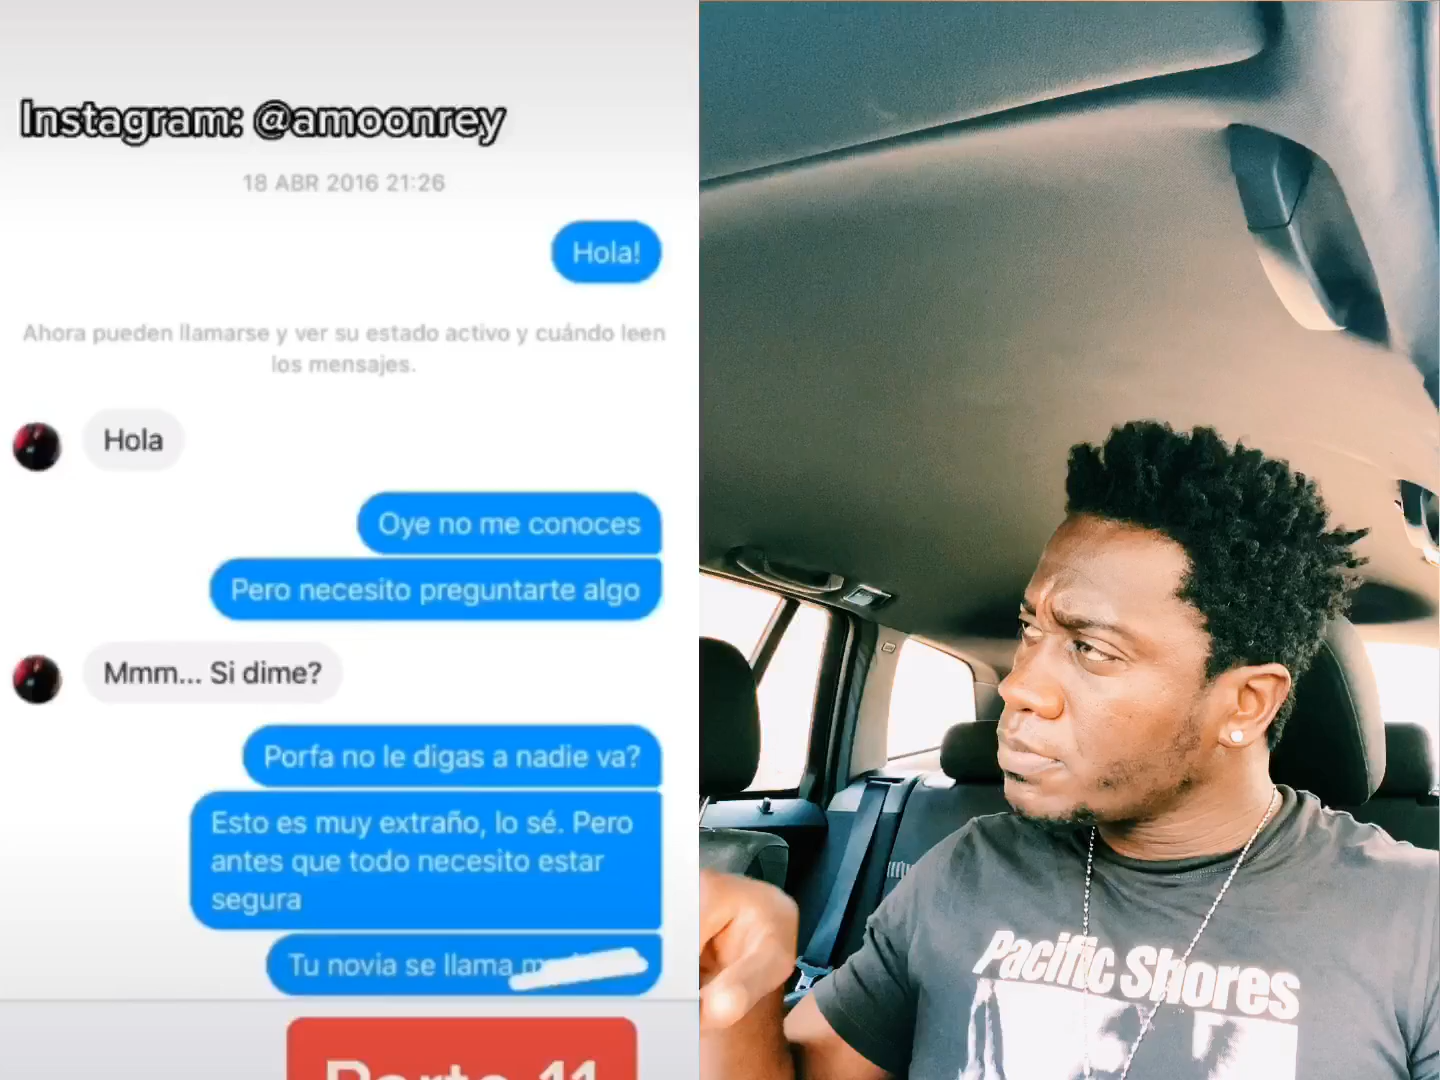 Instagram: @amoonrey
18 ABR 2016 21:26
Hola!
Ahora pueden llamarse y ver su estado activo y cuándo leen
los mensajes.
Hola
Oye no me conoces
Pero necesito preguntarte algo
Mmm... Si dime?
Porfa no le digas a nadie va?
Esto es muy extraño, lo sé. Pero
antes que todo necesito estar
segura
Tu novia se llama
Parte 11
Pacific Shores